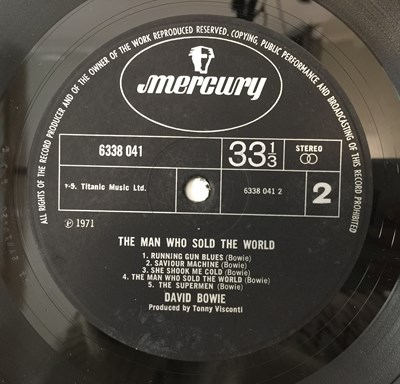 ALL RIGHTS OF THE RECORD PRODUCER AND OF THE OWNER OF THE WORK REPRODUCED RESERVED, COPYING, PUBLIC PERFORMANCE AND BROADCASTING OF THIS RECORD PROHIBITED
mercury
6338 041
33 1/3
STEREO
1-5. Titanic Music Ltd.
6338 041 2
2
℗ 1971
THE MAN WHO SOLD THE WORLD
1. RUNNING GUN BLUES (Bowie)
2. SAVIOUR MACHINE (Bowie)
3. SHE SHOOK ME COLD (Bowie)
4. THE MAN WHO SOLD THE WORLD (Bowie)
5. THE SUPERMEN (Bowie)
DAVID BOWIE
Produced by Tonny Visconti